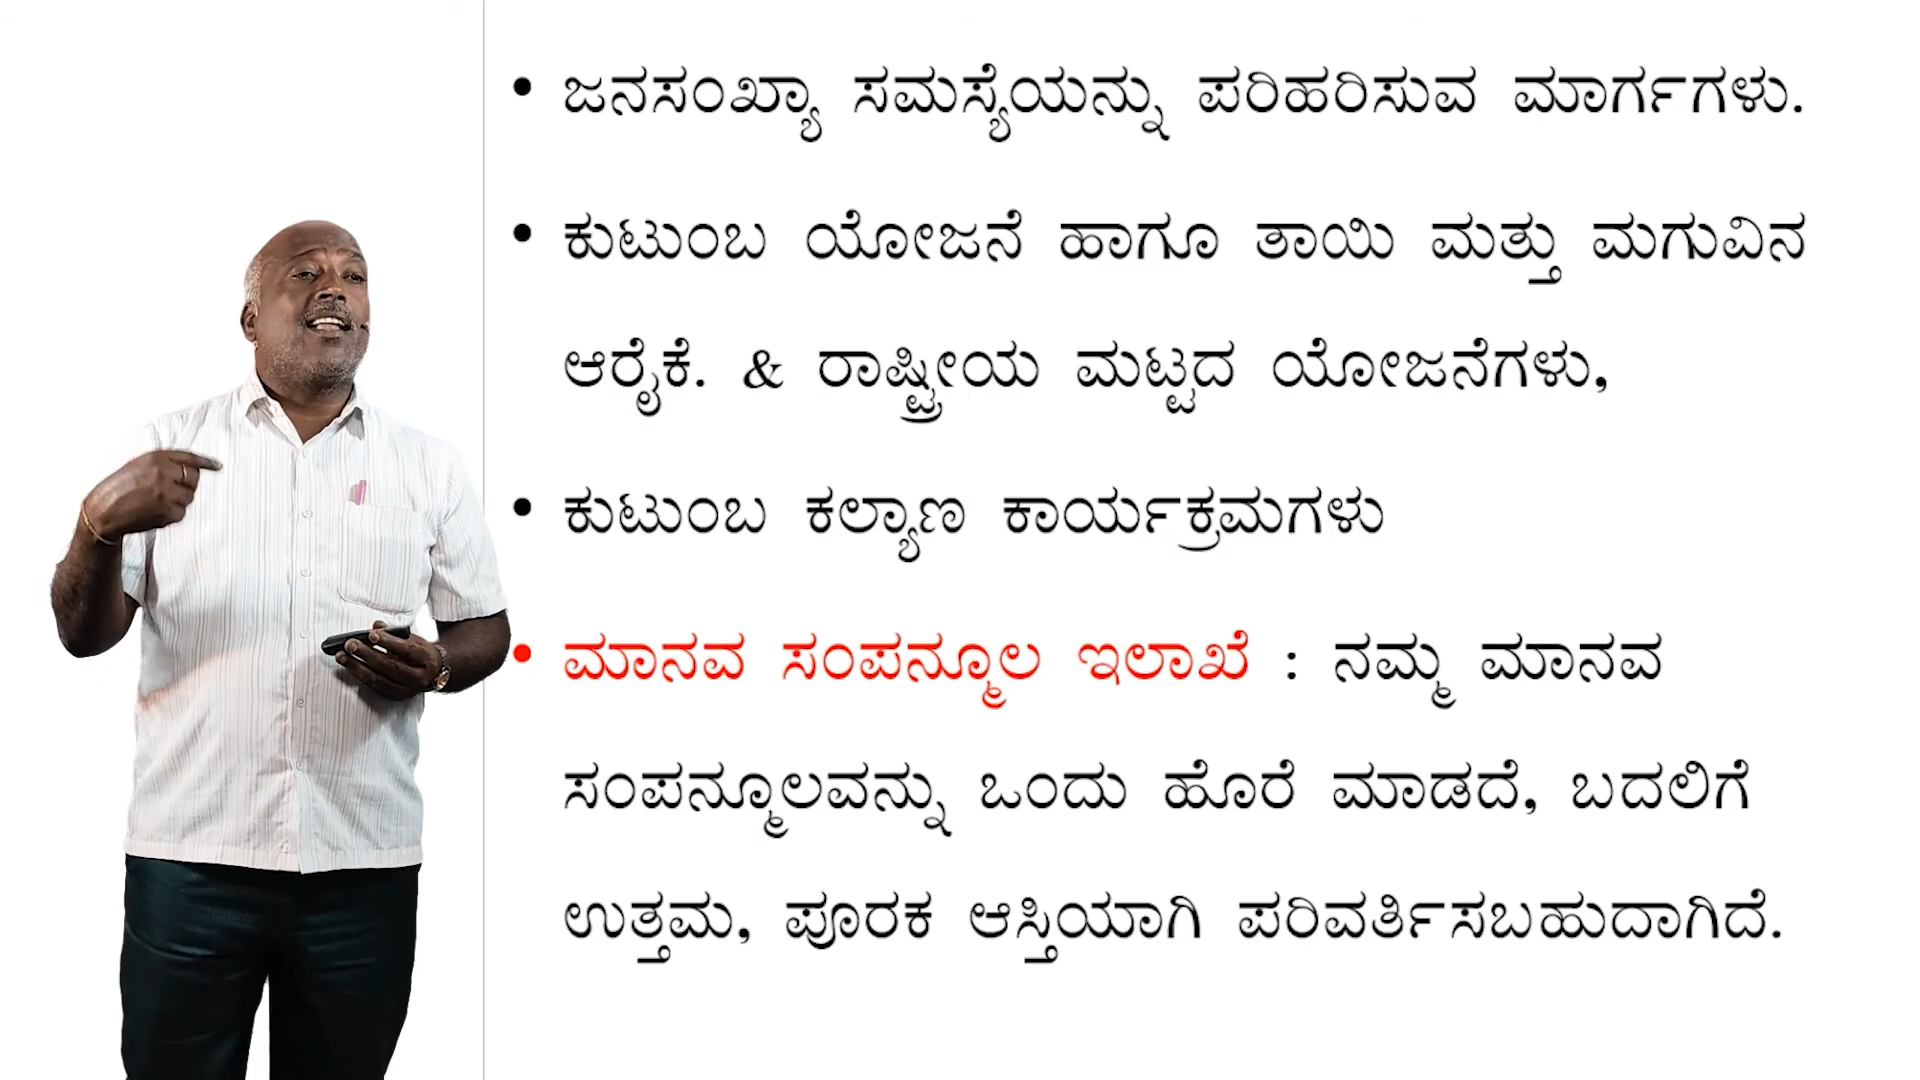 • ಜನಸಂಖ್ಯಾ ಸಮಸ್ಯೆಯನ್ನು ಪರಿಹರಿಸುವ ಮಾರ್ಗಗಳು.
• ಕುಟುಂಬ ಯೋಜನೆ ಹಾಗೂ ತಾಯಿ ಮತ್ತು ಮಗುವಿನ
ಆರೈಕೆ. & ರಾಷ್ಟ್ರೀಯ ಮಟ್ಟದ ಯೋಜನೆಗಳು,
• ಕುಟುಂಬ ಕಲ್ಯಾಣ ಕಾರ್ಯಕ್ರಮಗಳು
• ಮಾನವ ಸಂಪನ್ಮೂಲ ಇಲಾಖೆ : ನಮ್ಮ ಮಾನವ
ಸಂಪನ್ಮೂಲವನ್ನು ಒಂದು ಹೊರೆ ಮಾಡದೆ, ಬದಲಿಗೆ
ಉತ್ತಮ, ಪೂರಕ ಆಸ್ತಿಯಾಗಿ ಪರಿವರ್ತಿಸಬಹುದಾಗಿದೆ.